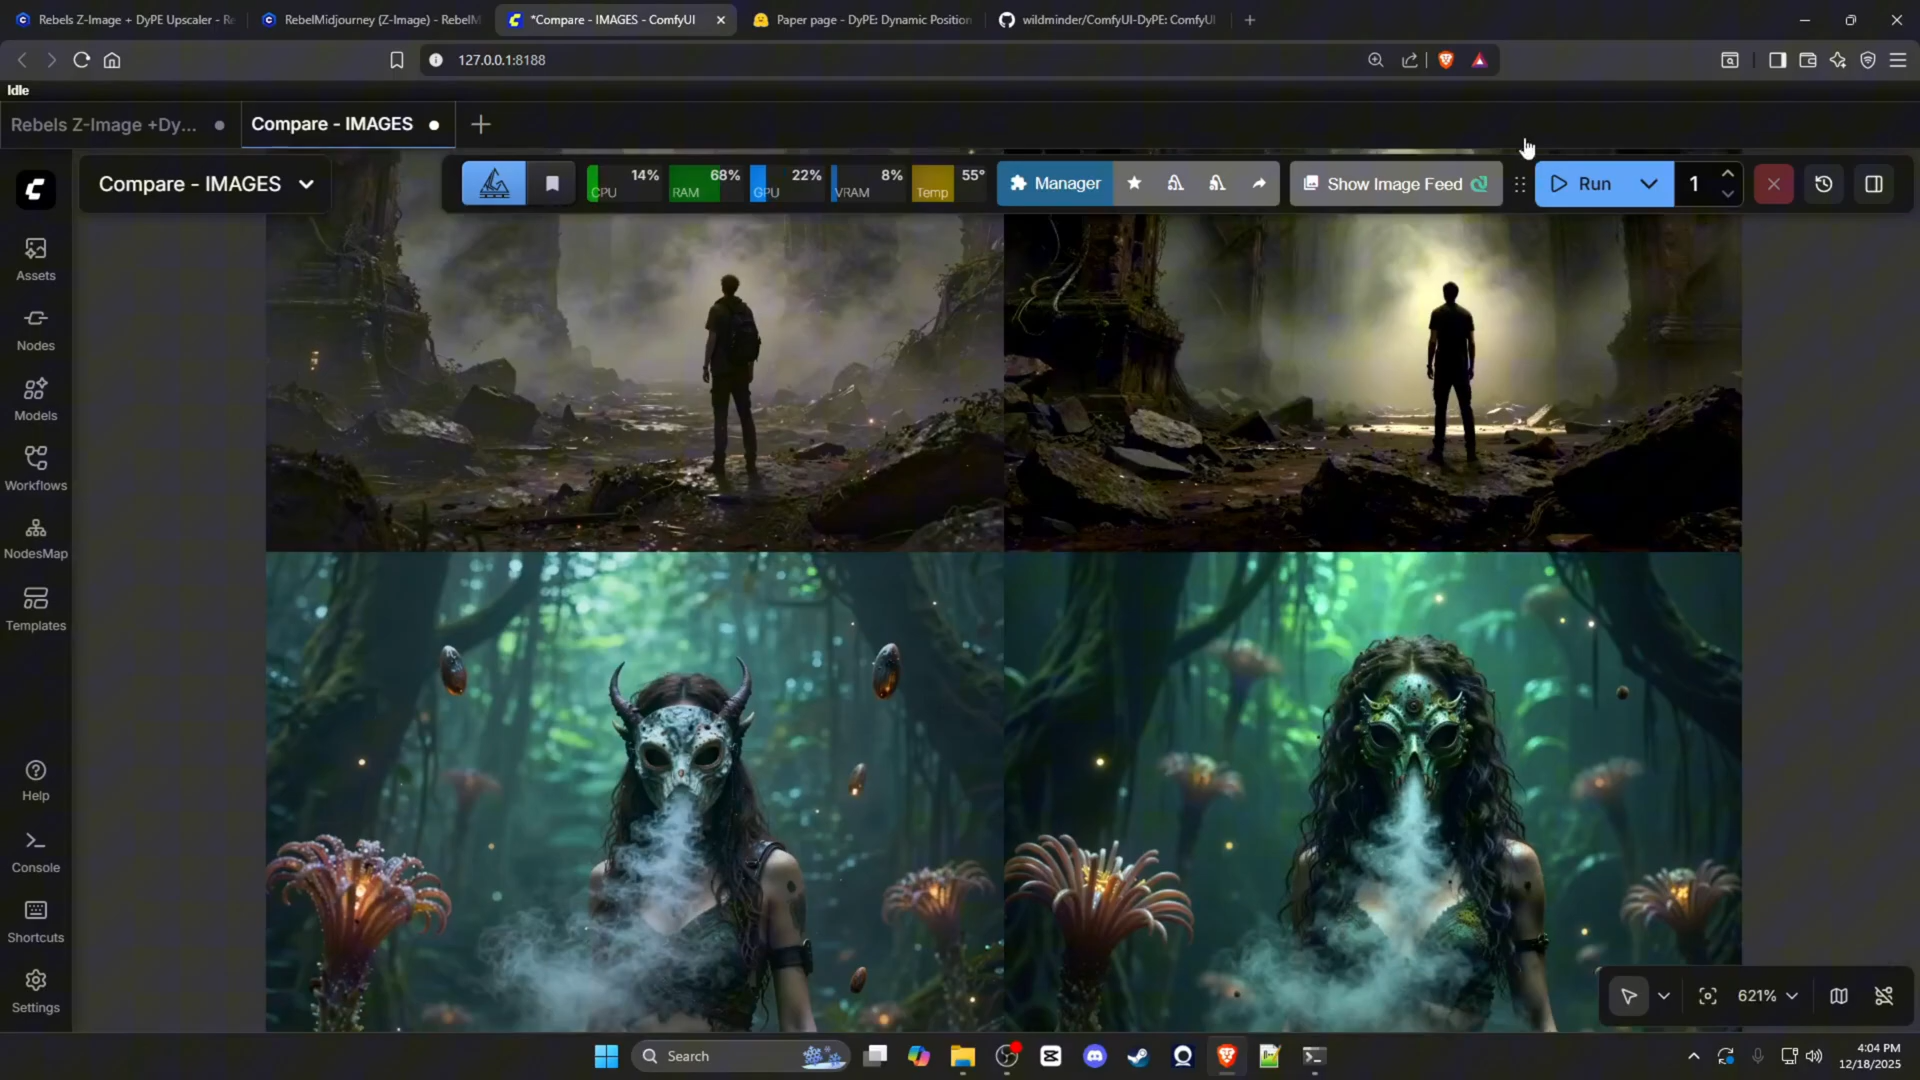 Rebels Z-Image + DyPE Upscaler - Re
RebelMidjourney (Z-Image) - RebelM
*Compare - IMAGES - ComfyUI
Paper page - DyPE: Dynamic Position
wildminder/ComfyUI-DyPE: ComfyUI
127.0.0.1:8188
Idle
Rebels Z-Image +Dy...
Compare - IMAGES
Compare - IMAGES
CPU 14%
RAM 68%
GPU 22%
VRAM 8%
Temp 55°
Manager
Show Image Feed
Run
1
Assets
Nodes
Models
Workflows
NodesMap
Templates
Help
Console
Shortcuts
Settings
621%
Search
4:04 PM
12/18/2025